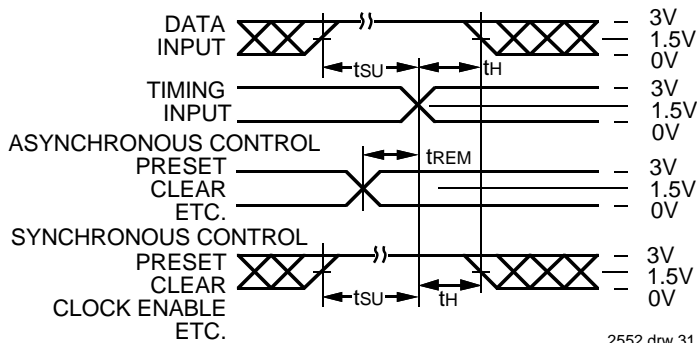 DATA
INPUT
3V
1.5V
0V
tSU
tH
TIMING
INPUT
3V
1.5V
0V
ASYNCHRONOUS CONTROL
PRESET
CLEAR
ETC.
tREM
3V
1.5V
0V
SYNCHRONOUS CONTROL
PRESET
CLEAR
CLOCK ENABLE
ETC.
tSU
tH
3V
1.5V
0V
2552 drw 31